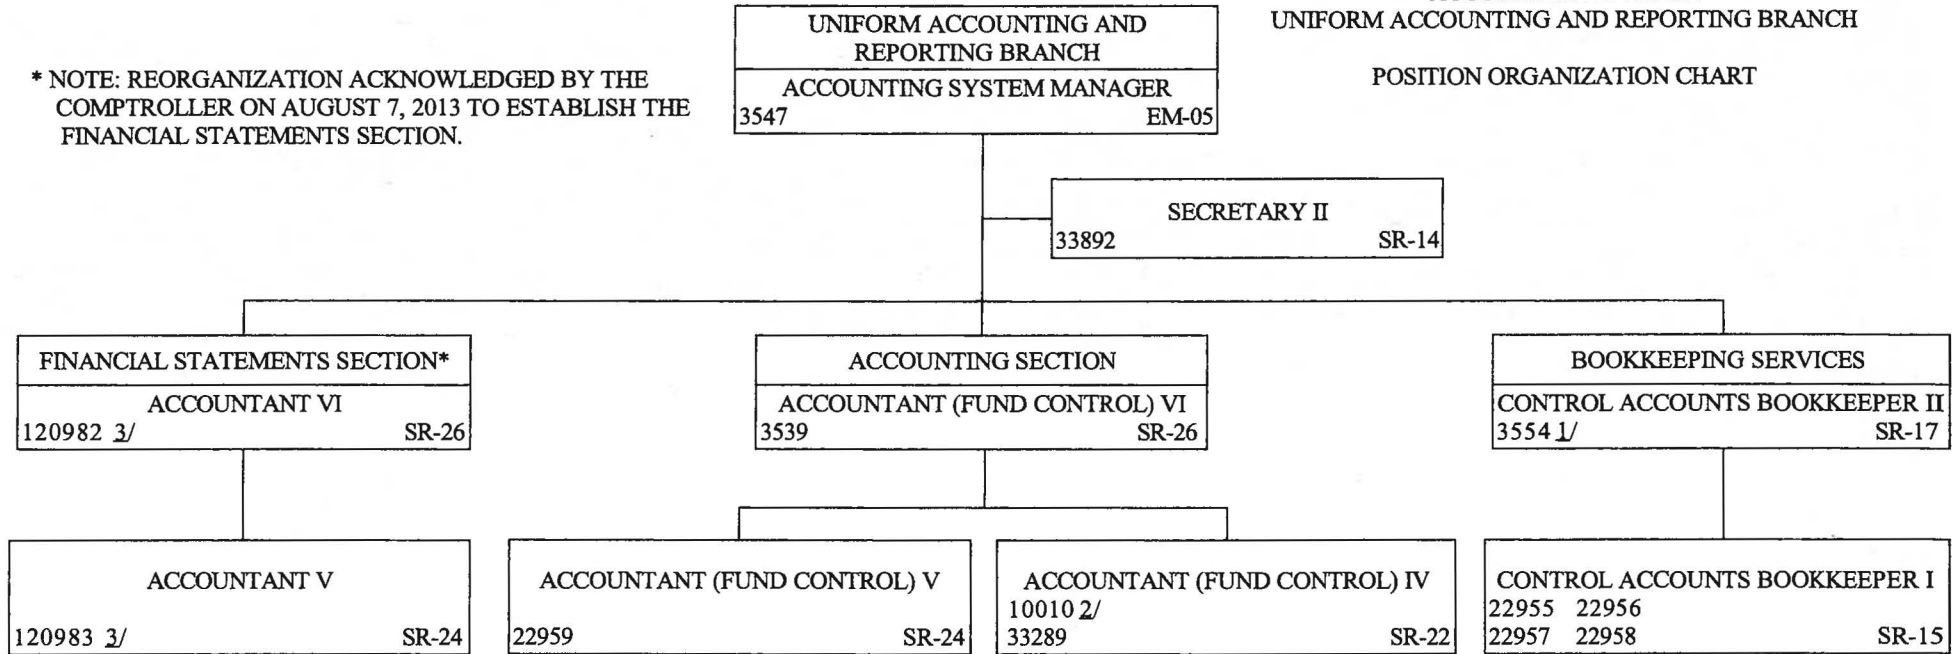 UNIFORM ACCOUNTING AND REPORTING BRANCH
POSITION ORGANIZATION CHART
* NOTE: REORGANIZATION ACKNOWLEDGED BY THE
COMPTROLLER ON AUGUST 7, 2013 TO ESTABLISH THE
FINANCIAL STATEMENTS SECTION.
UNIFORM ACCOUNTING AND
REPORTING BRANCH
ACCOUNTING SYSTEM MANAGER
3547 EM-05
SECRETARY II
33892 SR-14
FINANCIAL STATEMENTS SECTION*
ACCOUNTANT VI
120982 3/ SR-26
ACCOUNTANT V
120983 3/ SR-24
ACCOUNTING SECTION
ACCOUNTANT (FUND CONTROL) VI
3539 SR-26
ACCOUNTANT (FUND CONTROL) V
22959 SR-24
ACCOUNTANT (FUND CONTROL) IV
10010 2/
33289 SR-22
BOOKKEEPING SERVICES
CONTROL ACCOUNTS BOOKKEEPER II
3554 1/ SR-17
CONTROL ACCOUNTS BOOKKEEPER I
22955 22956
22957 22958 SR-15